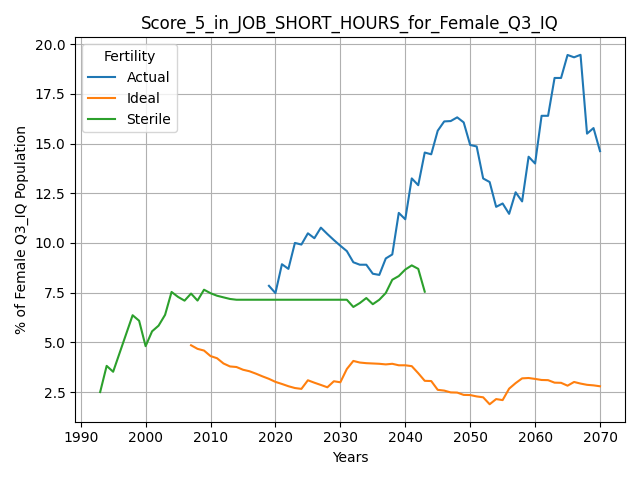 Score_5_in_JOB_SHORT_HOURS_for_Female_Q3_IQ
Fertility
Actual
Ideal
Sterile
% of Female Q3_IQ Population
20.0
17.5
15.0
12.5
10.0
7.5
5.0
2.5
1990 2000 2010 2020 2030 2040 2050 2060 2070
Years